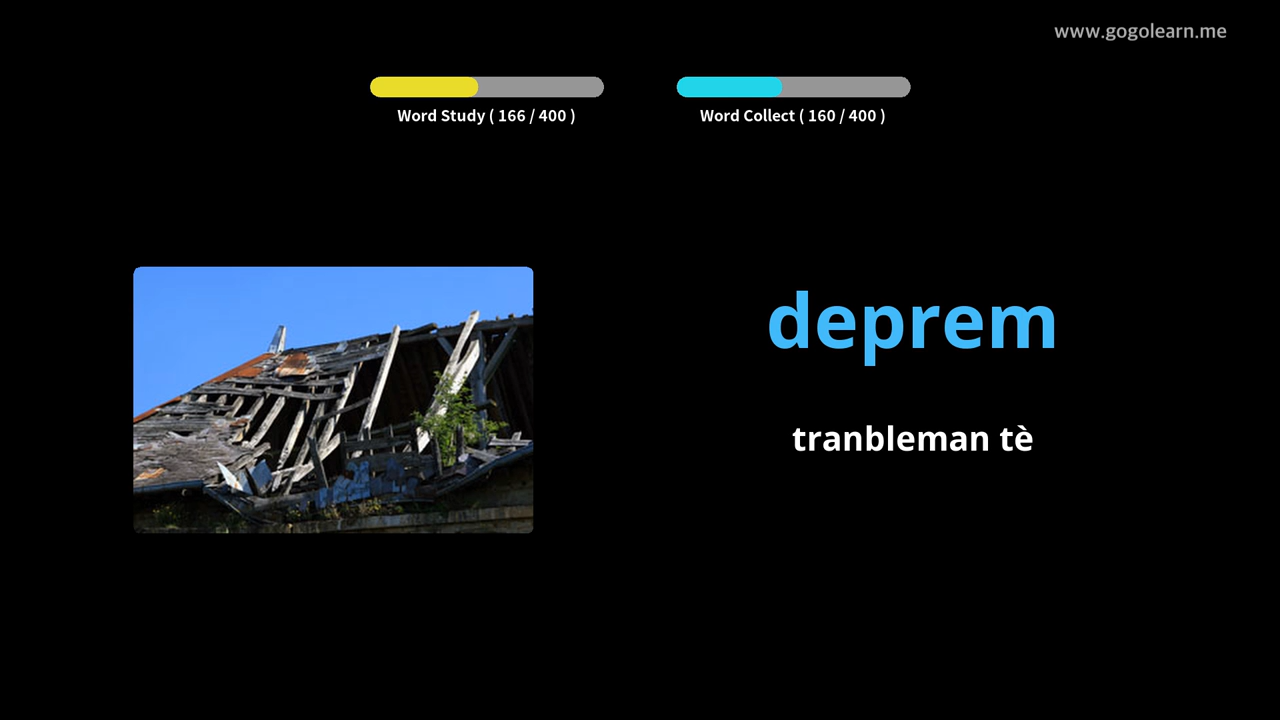 www.gogolearn.me
Word Study ( 166 / 400 )
Word Collect ( 160 / 400 )
deprem
tranbleman tè